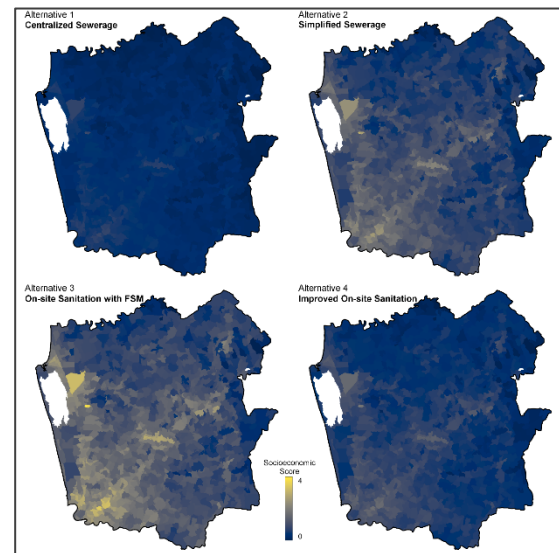 Alternative 1
Centralized Sewerage
Alternative 2
Simplified Sewerage
Alternative 3
On-site Sanitation with FSM
Alternative 4
Improved On-site Sanitation
Socioeconomic
Score
4
0